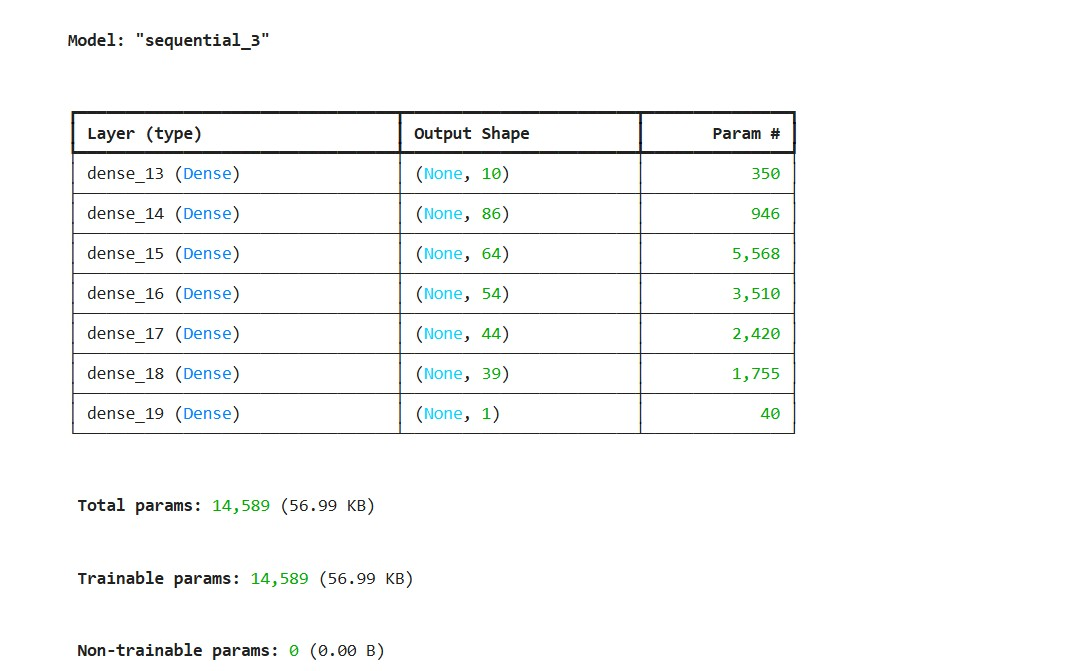 Model: "sequential_3"
Layer (type) Output Shape Param #
dense_13 (Dense) (None, 10) 350
dense_14 (Dense) (None, 86) 946
dense_15 (Dense) (None, 64) 5,568
dense_16 (Dense) (None, 54) 3,510
dense_17 (Dense) (None, 44) 2,420
dense_18 (Dense) (None, 39) 1,755
dense_19 (Dense) (None, 1) 40
Total params: 14,589 (56.99 KB)
Trainable params: 14,589 (56.99 KB)
Non-trainable params: 0 (0.00 B)